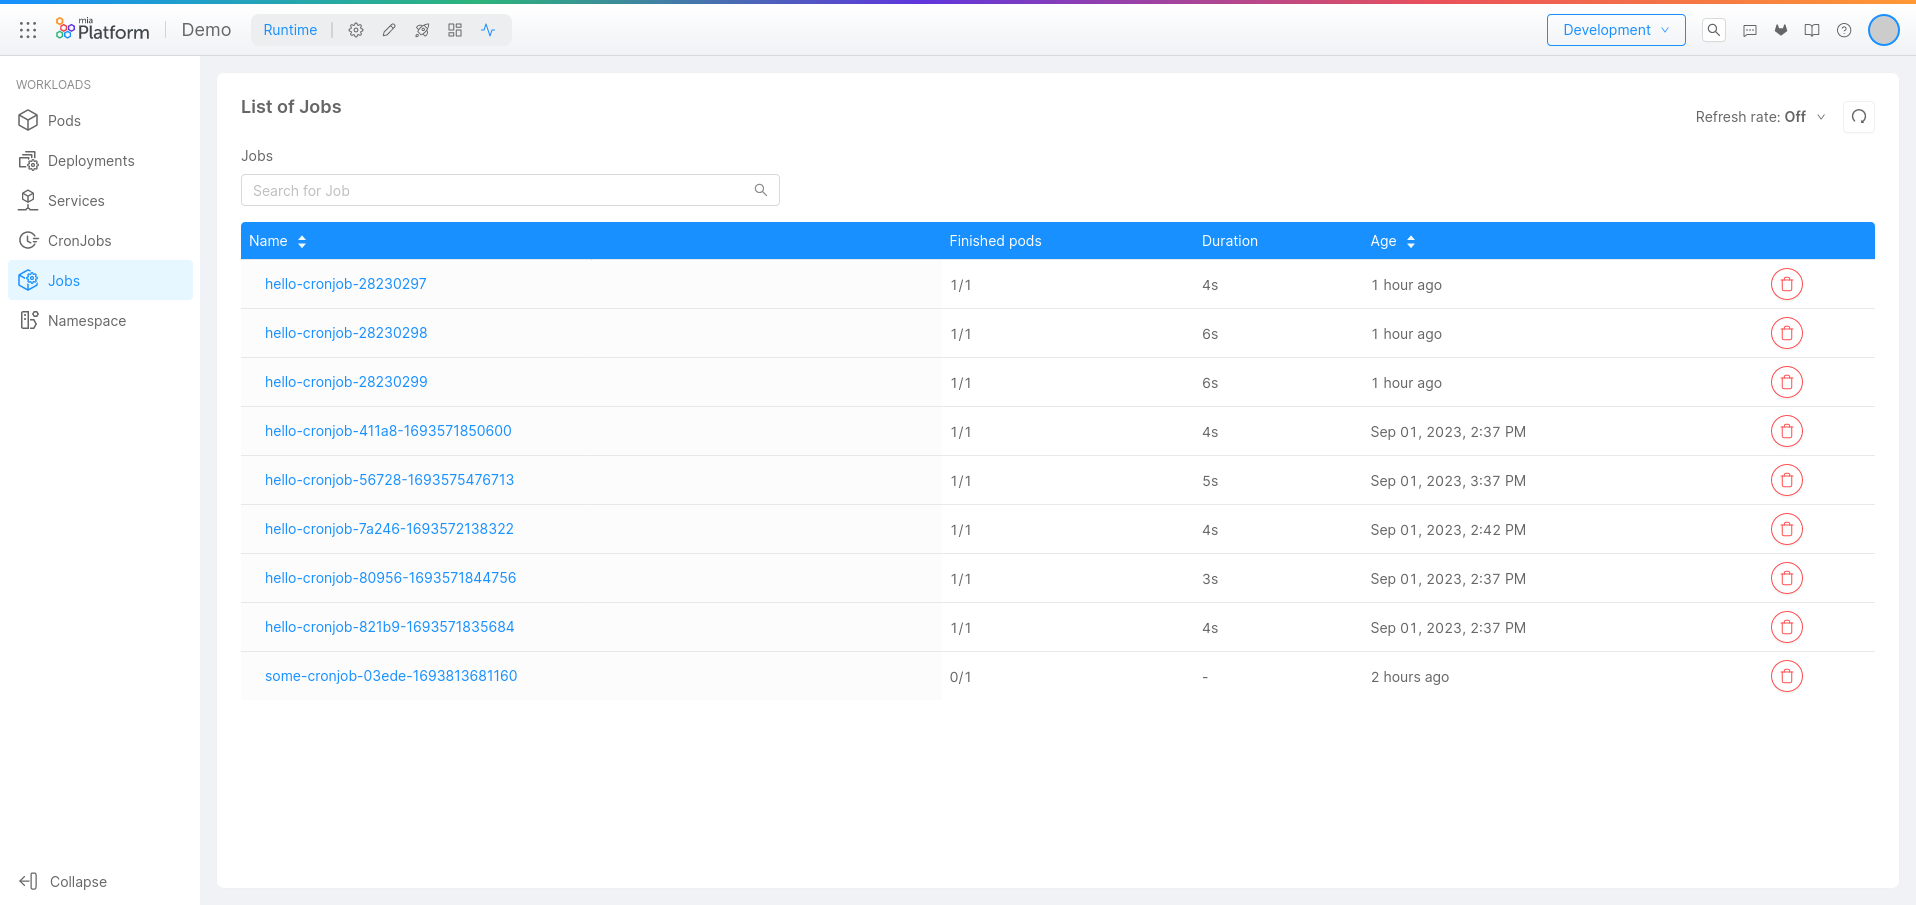 mia
Platform
Demo
Runtime
Development
WORKLOADS
Pods
Deployments
Services
CronJobs
Jobs
Namespace
Collapse
List of Jobs
Refresh rate: Off
Jobs
Search for Job
Name Finished pods Duration Age
hello-cronjob-28230297 1/1 4s 1 hour ago
hello-cronjob-28230298 1/1 6s 1 hour ago
hello-cronjob-28230299 1/1 6s 1 hour ago
hello-cronjob-411a8-1693571850600 1/1 4s Sep 01, 2023, 2:37 PM
hello-cronjob-56728-1693575476713 1/1 5s Sep 01, 2023, 3:37 PM
hello-cronjob-7a246-1693572138322 1/1 4s Sep 01, 2023, 2:42 PM
hello-cronjob-80956-1693571844756 1/1 3s Sep 01, 2023, 2:37 PM
hello-cronjob-821b9-1693571835684 1/1 4s Sep 01, 2023, 2:37 PM
some-cronjob-03ede-1693813681160 0/1 - 2 hours ago